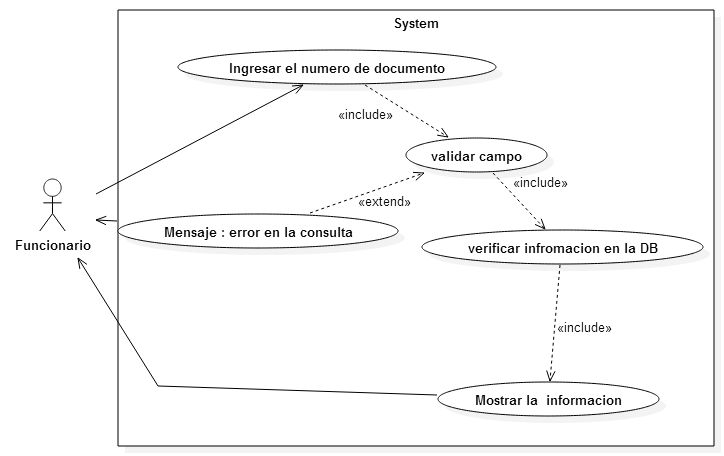 System
Ingresar el numero de documento
«include»
validar campo
«include»
«extend»
Funcionario
Mensaje : error en la consulta
verificar infromacion en la DB
«include»
Mostrar la informacion